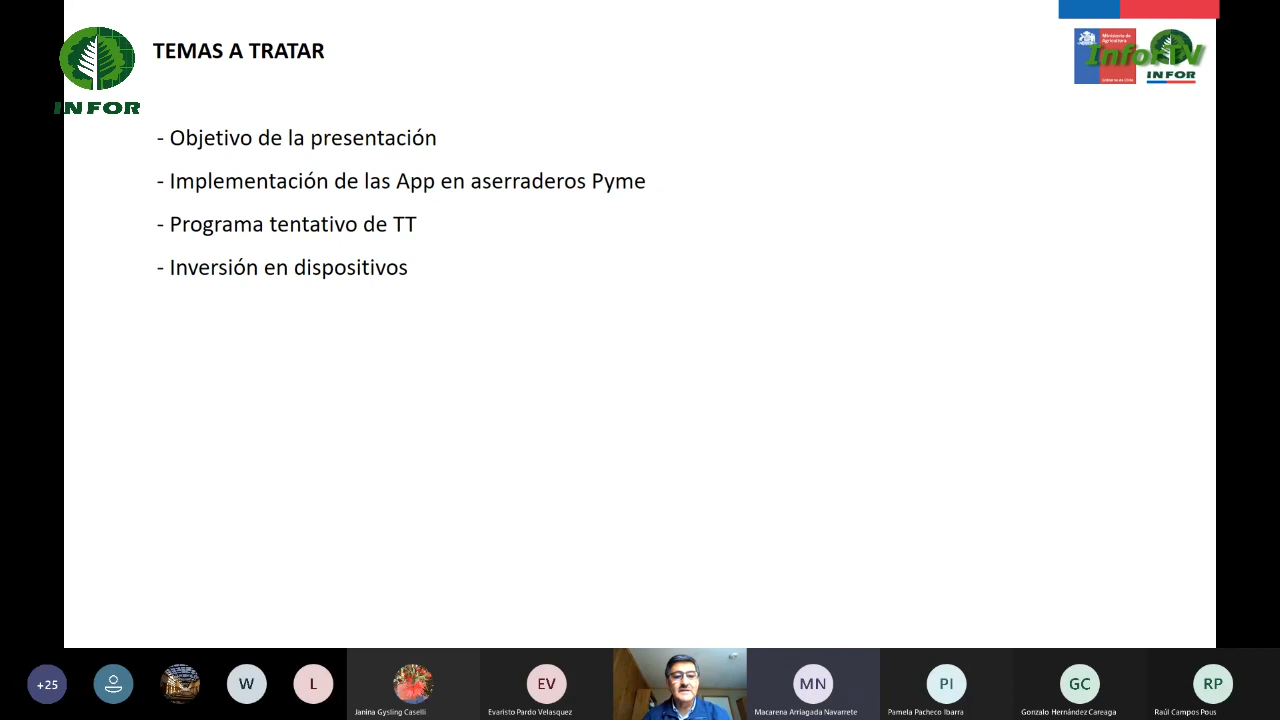 INFOR
TEMAS A TRATAR
Ministerio de
Agricultura
Gobierno de Chile
InforTV
INFOR
- Objetivo de la presentación
- Implementación de las App en aserraderos Pyme
- Programa tentativo de TT
- Inversión en dispositivos
+25
W
L
Janina Gysling Caselli
EV
Evaristo Pardo Velasquez
MN
Macarena Arriagada Navarrete
PI
Pamela Pacheco Ibarra
GC
Gonzalo Hernández Careaga
RP
Raúl Campos Pous